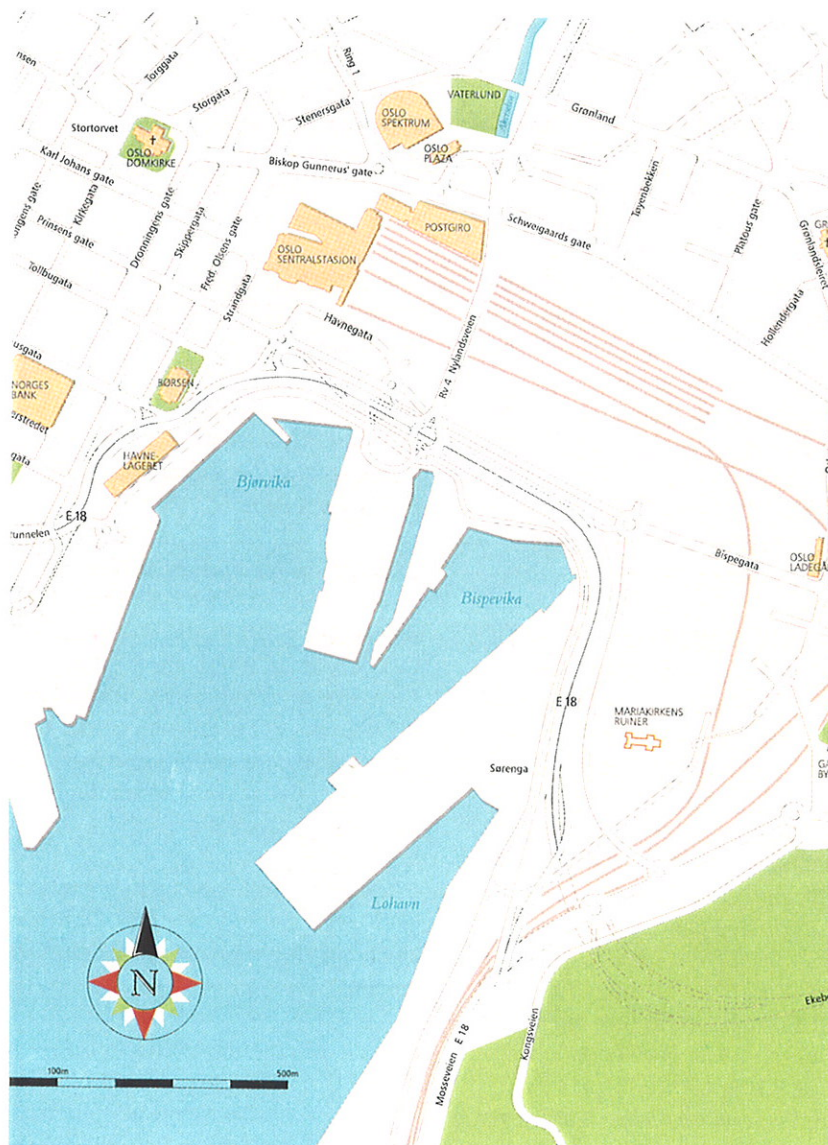 Torggata
Ring 1
Storgata
Stenersgata
OSLO
SPEKTRUM
VATERLUND
Akerselva
Grønland
Stortorvet
OSLO
DOMKIRKE
OSLO
PLAZA
Karl Johans gate
Biskop Gunnerus' gate
Kirkegata
Dronningens gate
Skippergata
Fred. Olsens gate
Prinsens gate
Tollbugata
Strandgata
OSLO
SENTRALSTASJON
POSTGIRO
Schweigaards gate
Tøyenbekken
Platous gate
Grønlandsleiret
Hollendergata
Havnegata
Rv 4 Nylandsveien
NORGES
BANK
BØRSEN
HAVNE-
LAGERET
E 18
Bjørvika
Bispevika
Bispegata
OSLO
E 18
MARIAKIRKENS
RUINER
Sørenga
Lohavn
N
100m
500m
Mosseveien E 18
Kongsveien